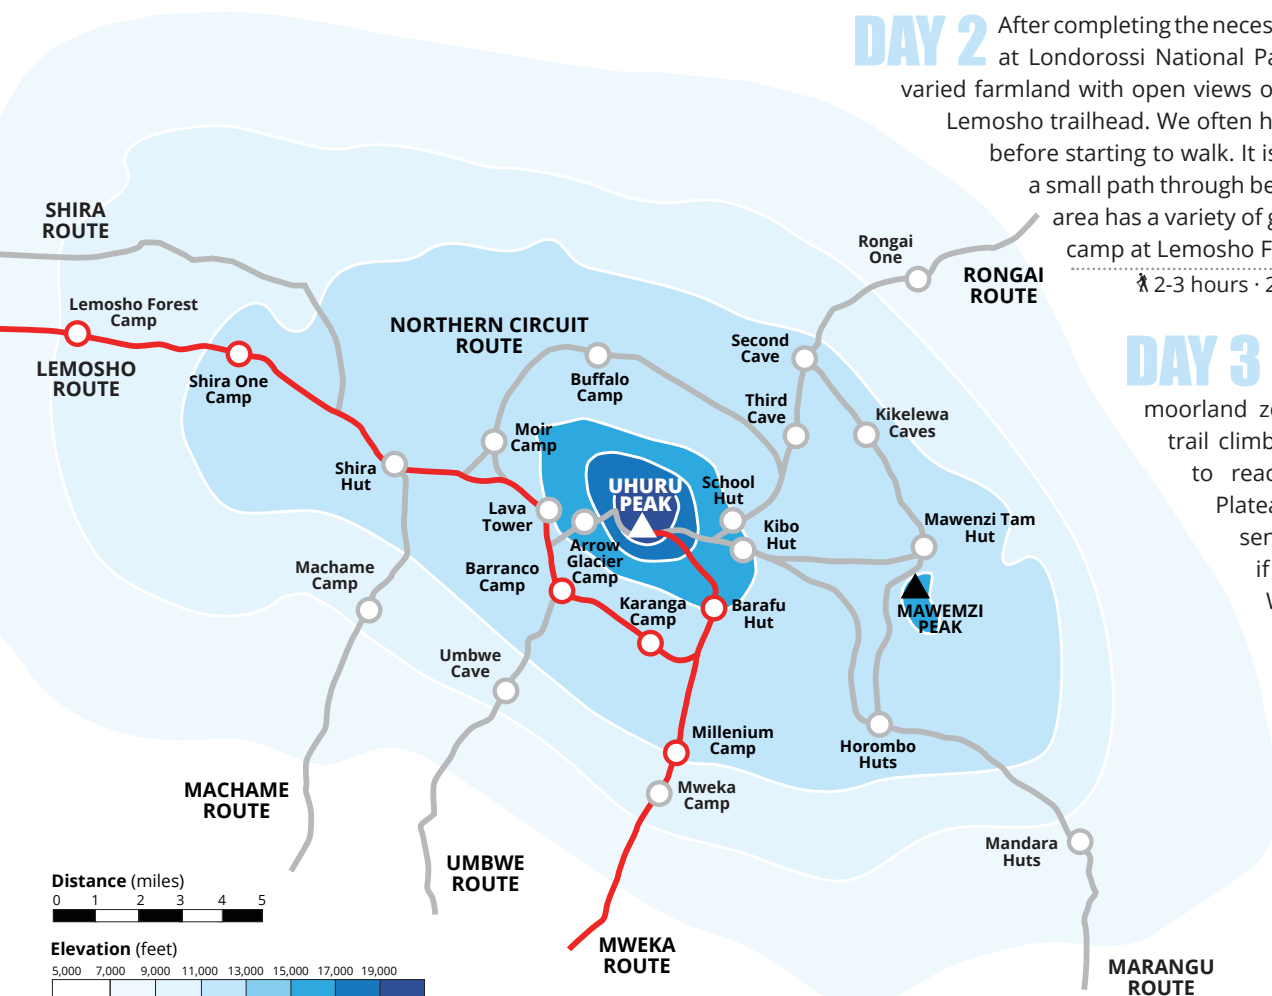 DAY 2
After completing the neces
at Londorossi National Pa
varied farmland with open views o
Lemosho trailhead. We often h
before starting to walk. It is
a small path through be
area has a variety of g
camp at Lemosho F
2-3 hours · 2
DAY 3
moorland zo
trail climb
to reac
Platea
sen
if
SHIRA
ROUTE
Lemosho Forest
Camp
LEMOSHO
ROUTE
Shira One
Camp
NORTHERN CIRCUIT
ROUTE
Buffalo
Camp
Rongai
One
RONGAI
ROUTE
Second
Cave
Third
Cave
Kikelewa
Caves
Moir
Camp
Shira
Hut
Lava
Tower
UHURU
PEAK
School
Hut
Kibo
Hut
Mawenzi Tam
Hut
Arrow
Glacier
Camp
Barranco
Camp
Machame
Camp
Karanga
Camp
Barafu
Hut
MAWEMZI
PEAK
Umbwe
Cave
Millenium
Camp
Horombo
Huts
Mweka
Camp
MACHAME
ROUTE
Mandara
Huts
UMBWE
ROUTE
MWEKA
ROUTE
MARANGU
ROUTE
Distance (miles)
0 1 2 3 4 5
Elevation (feet)
5,000 7,000 9,000 11,000 13,000 15,000 17,000 19,000